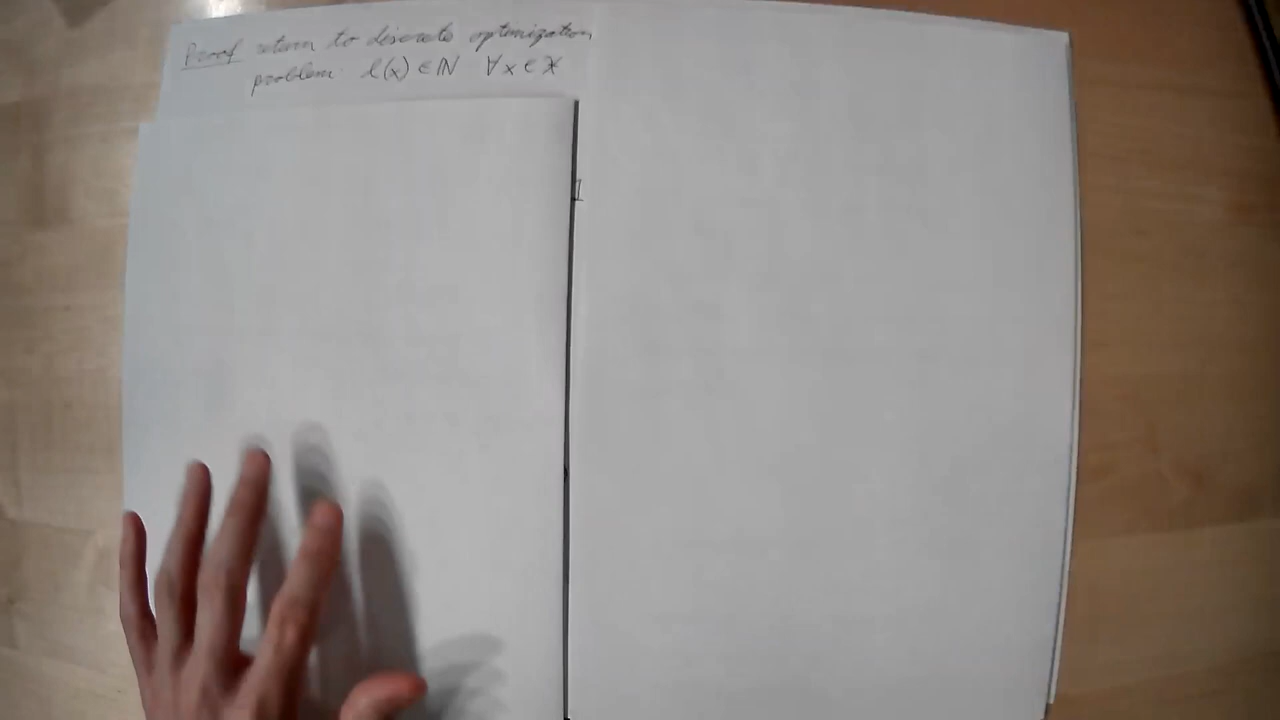 Proof return to discrete optimization
problem: l(x) ∈ ℕ ∀x ∈ 𝒳